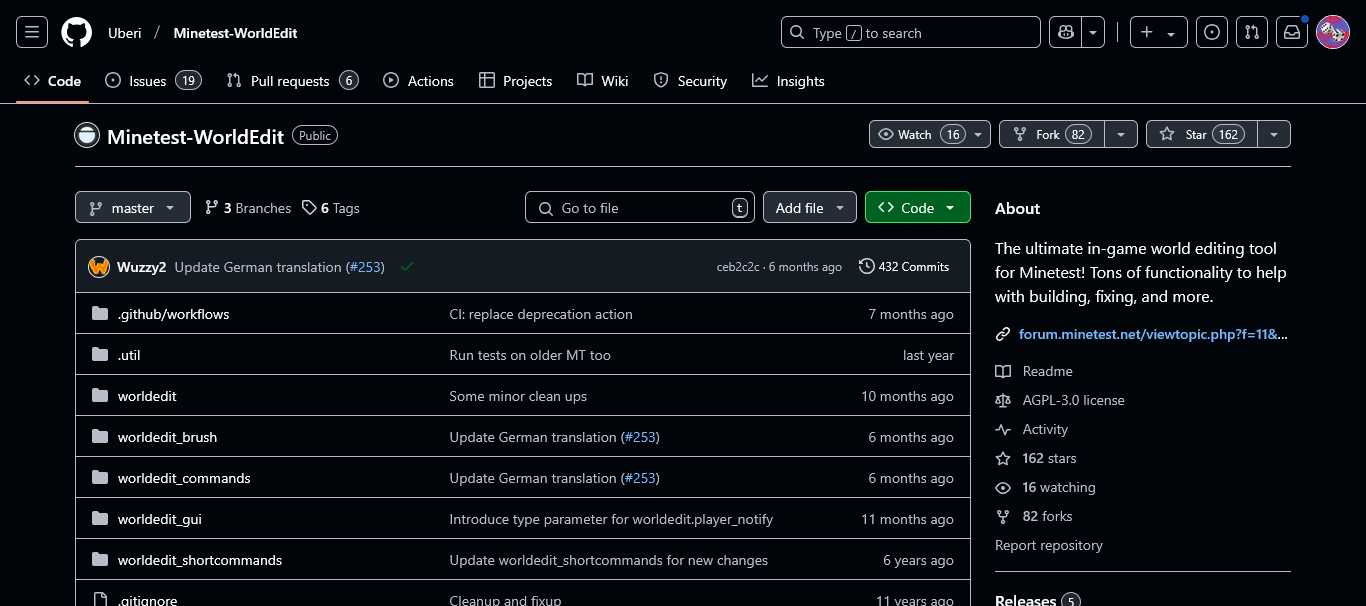 Uberi / Minetest-WorldEdit
Type / to search
Code
Issues 19
Pull requests 6
Actions
Projects
Wiki
Security
Insights
Minetest-WorldEdit Public
Watch 16
Fork 82
Star 162
master
3 Branches
6 Tags
Go to file t
Add file
Code
Wuzzy2 Update German translation (#253) ceb2c2c · 6 months ago 432 Commits
.github/workflows CI: replace deprecation action 7 months ago
.util Run tests on older MT too last year
worldedit Some minor clean ups 10 months ago
worldedit_brush Update German translation (#253) 6 months ago
worldedit_commands Update German translation (#253) 6 months ago
worldedit_gui Introduce type parameter for worldedit.player_notify 11 months ago
worldedit_shortcommands Update worldedit_shortcommands for new changes 6 years ago
.gitignore Cleanup and fixup 11 years ago
About
The ultimate in-game world editing tool
for Minetest! Tons of functionality to help
with building, fixing, and more.
forum.minetest.net/viewtopic.php?f=11&...
Readme
AGPL-3.0 license
Activity
162 stars
16 watching
82 forks
Report repository
Releases 5